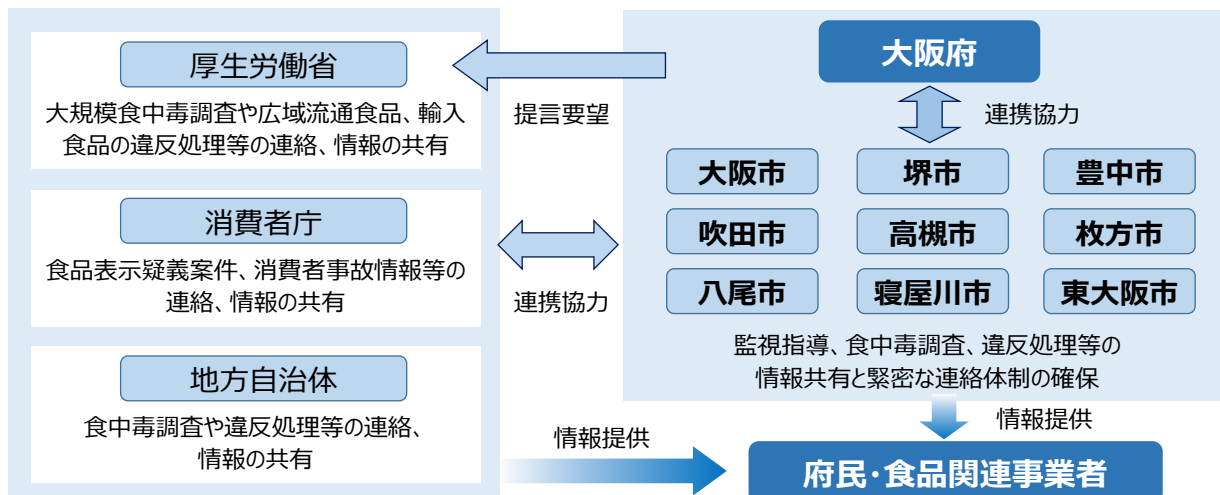 厚生労働省
大規模食中毒調査や広域流通食品、輸入
食品の違反処理等の連絡、情報の共有
消費者庁
食品表示疑義案件、消費者事故情報等の
連絡、情報の共有
地方自治体
食中毒調査や違反処理等の連絡、
情報の共有
提言要望
連携協力
情報提供
大阪府
連携協力
大阪市
堺市
豊中市
吹田市
高槻市
枚方市
八尾市
寝屋川市
東大阪市
監視指導、食中毒調査、違反処理等の
情報共有と緊密な連絡体制の確保
情報提供
府民・食品関連事業者